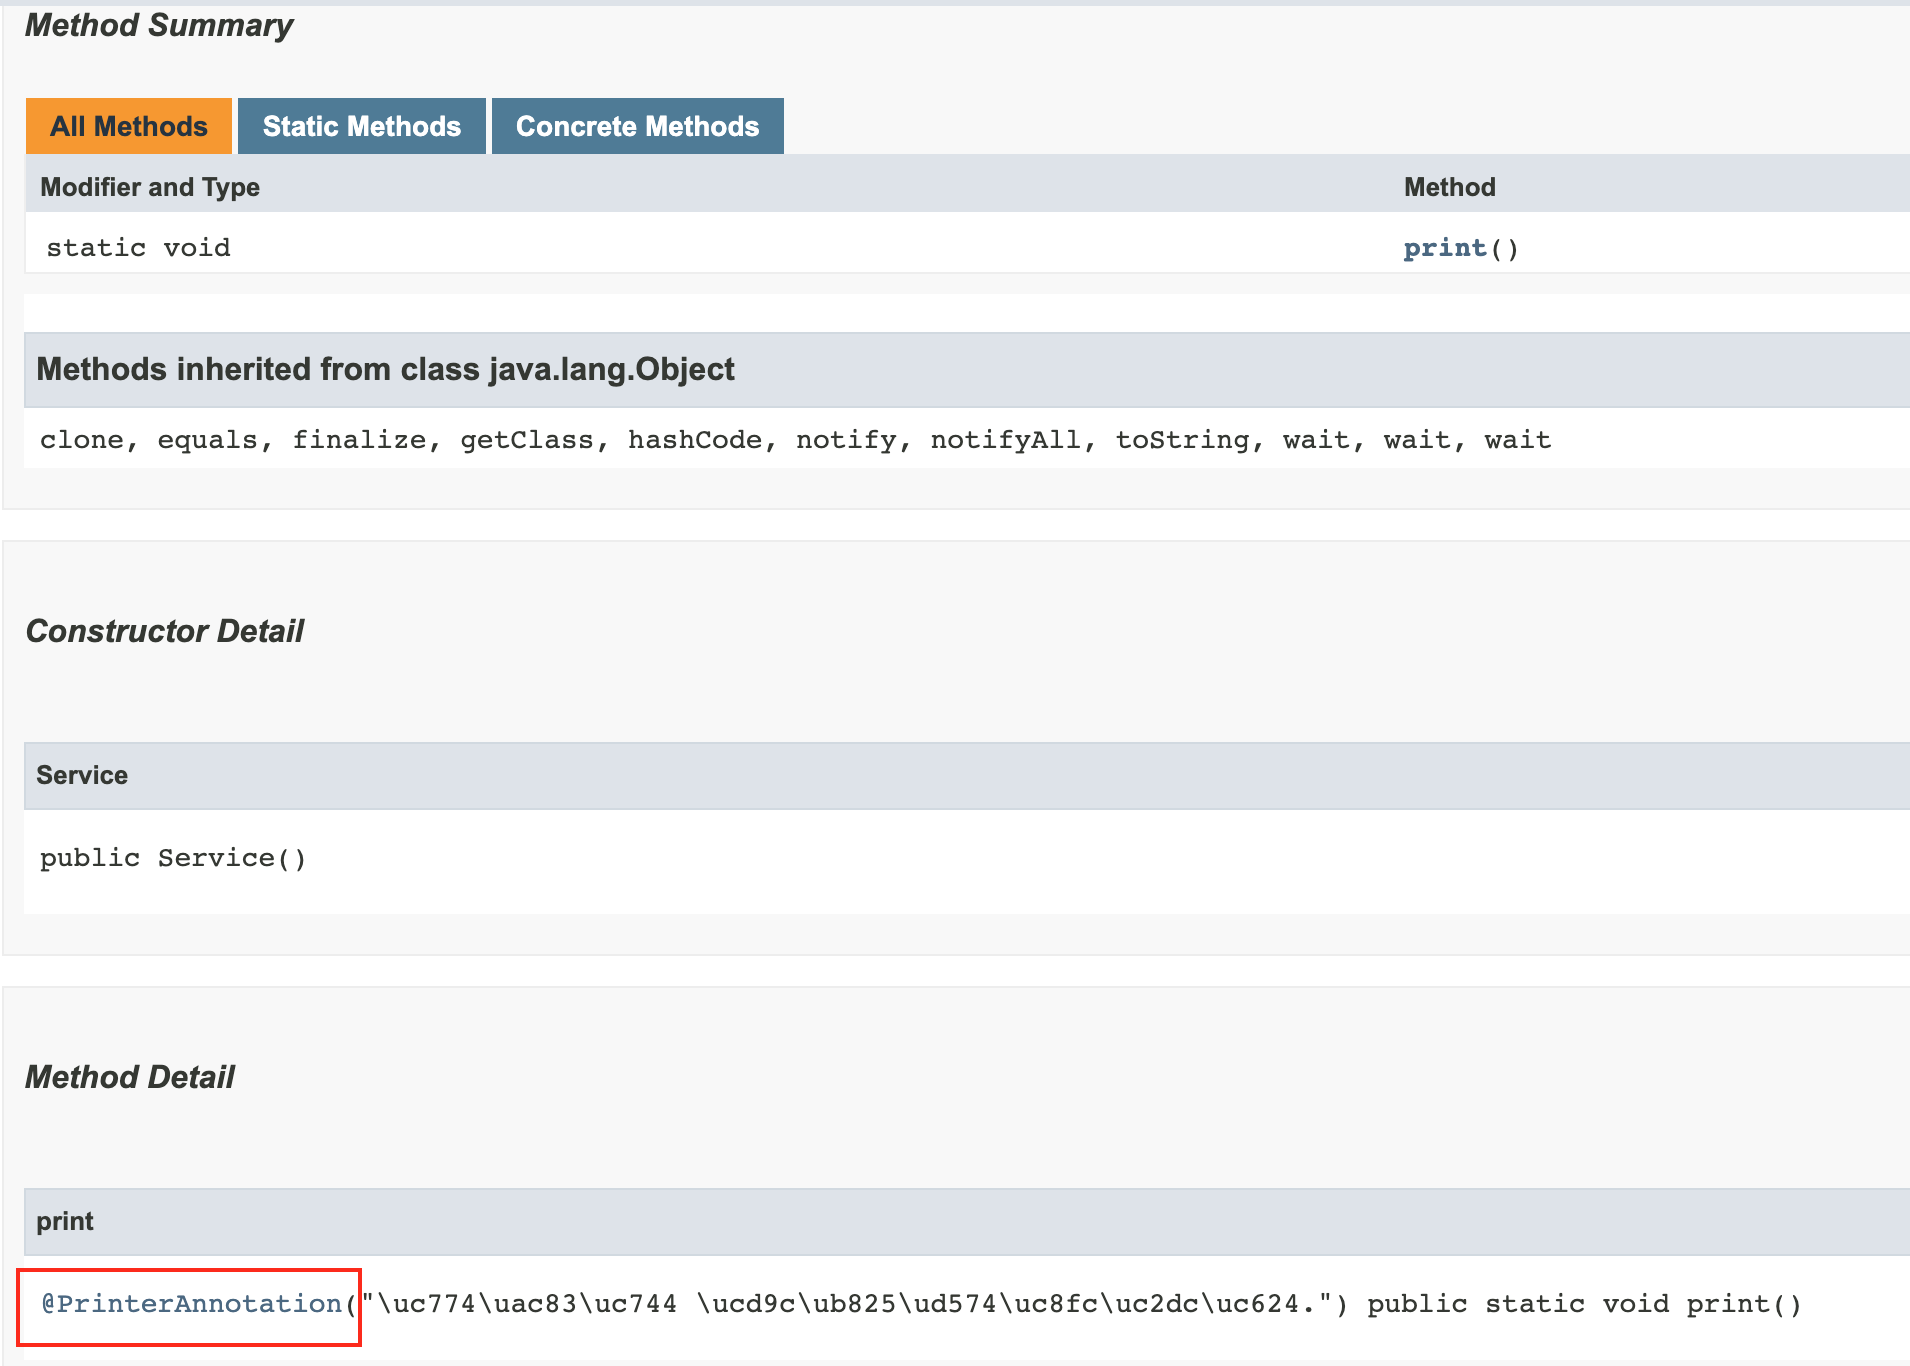 Method Summary
All Methods Static Methods Concrete Methods
Modifier and Type Method
static void print()
Methods inherited from class java.lang.Object
clone, equals, finalize, getClass, hashCode, notify, notifyAll, toString, wait, wait, wait
Constructor Detail
Service
public Service()
Method Detail
print
@PrinterAnnotation("\uc774\uac83\uc744 \ucd9c\ub825\ud574\uc8fc\uc2dc\uc624.") public static void print()